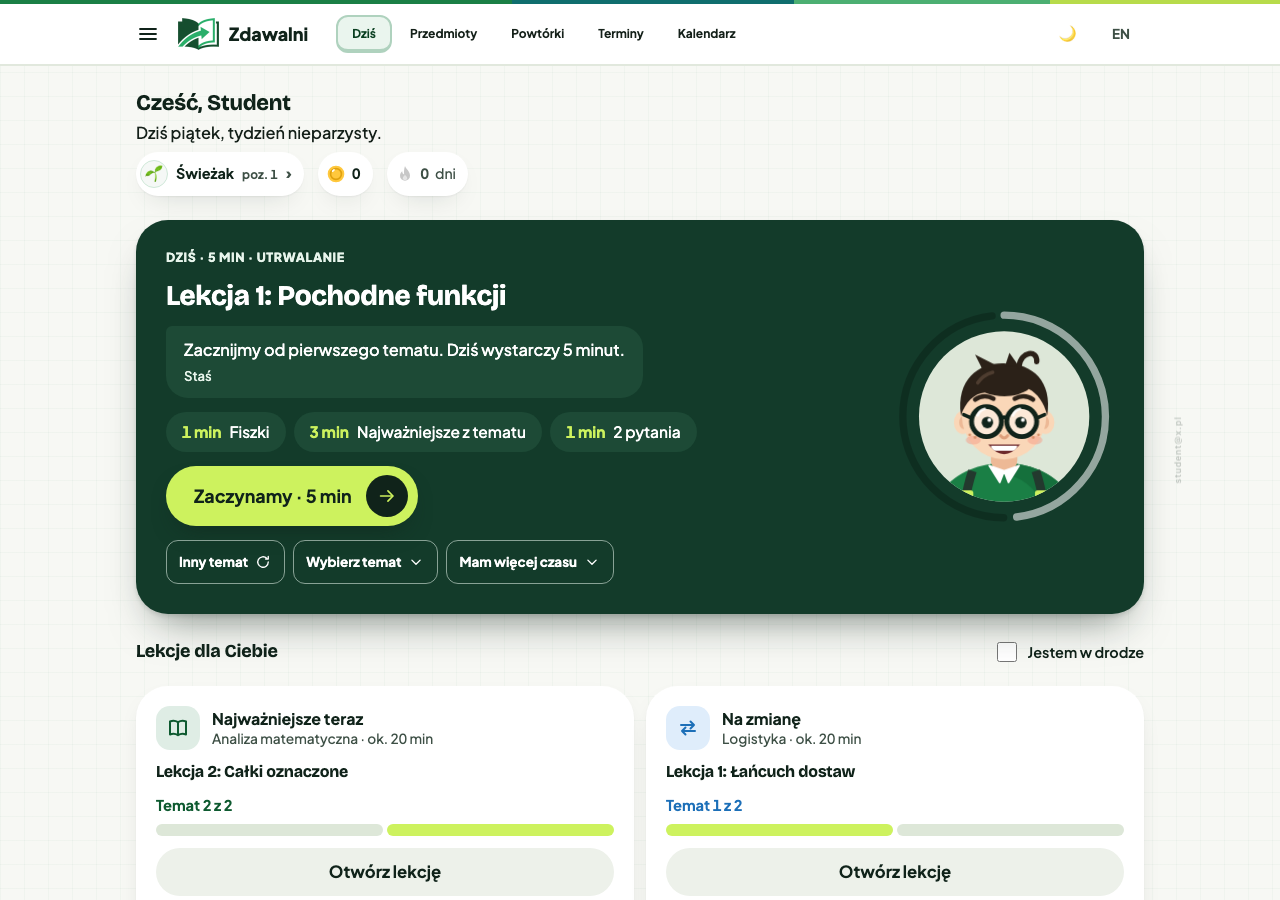 Zdawalni
Dziś
Przedmioty
Powtórki
Terminy
Kalendarz
EN
Cześć, Student
Dziś piątek, tydzień nieparzysty.
Świeżak poz. 1 ›
0
0 dni
DZIŚ · 5 MIN · UTRWALANIE
Lekcja 1: Pochodne funkcji
Zacznijmy od pierwszego tematu. Dziś wystarczy 5 minut.
Staś
1 min Fiszki
3 min Najważniejsze z tematu
1 min 2 pytania
Zaczynamy · 5 min
Inny temat
Wybierz temat
Mam więcej czasu
student@x.pl
Lekcje dla Ciebie
Jestem w drodze
Najważniejsze teraz
Analiza matematyczna · ok. 20 min
Lekcja 2: Całki oznaczone
Temat 2 z 2
Otwórz lekcję
Na zmianę
Logistyka · ok. 20 min
Lekcja 1: Łańcuch dostaw
Temat 1 z 2
Otwórz lekcję